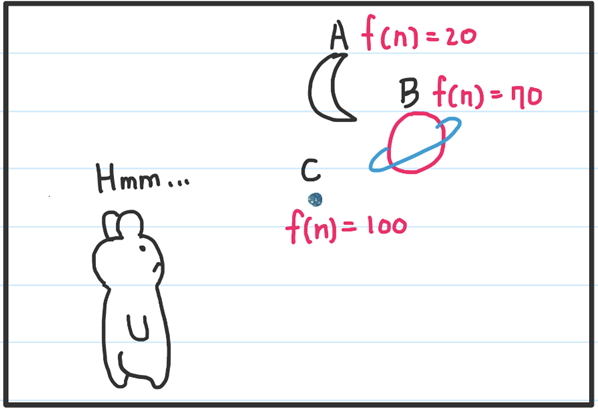 A f(n) = 20
B f(n) = 70
Hmm...
C
f(n) = 100